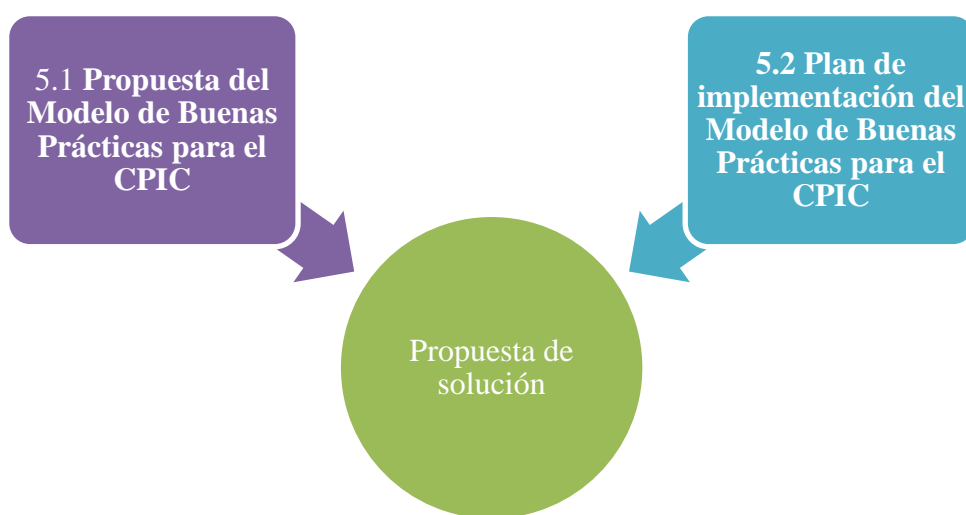 5.1 Propuesta del
Modelo de Buenas
Prácticas para el
CPIC
5.2 Plan de
implementación del
Modelo de Buenas
Prácticas para el
CPIC
Propuesta de
solución